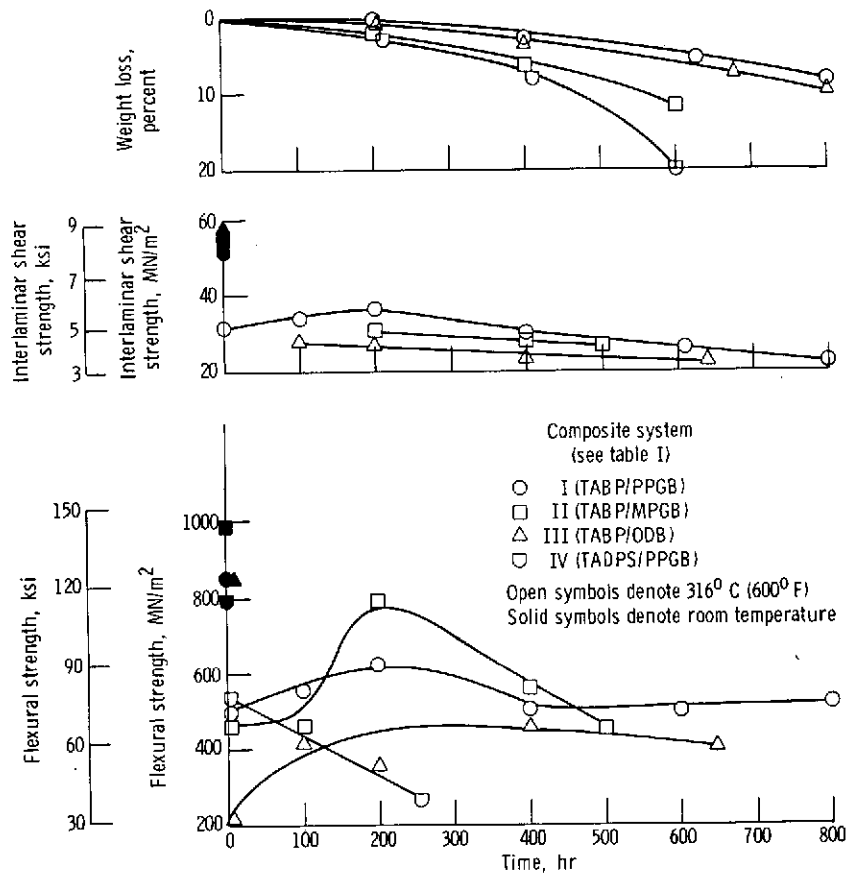 Weight loss,
percent
0
10
20
Interlaminar shear
strength, ksi
9
7
5
3
Interlaminar shear
strength, MN/m2
60
40
20
Composite system
(see table I)
I (TABP/PPGB)
II (TABP/MPGB)
III (TABP/ODB)
IV (TADPS/PPGB)
Open symbols denote 316° C (600° F)
Solid symbols denote room temperature
Flexural strength, ksi
150
120
90
60
30
Flexural strength, MN/m2
1000
800
600
400
200
0 100 200 300 400 500 600 700 800
Time, hr